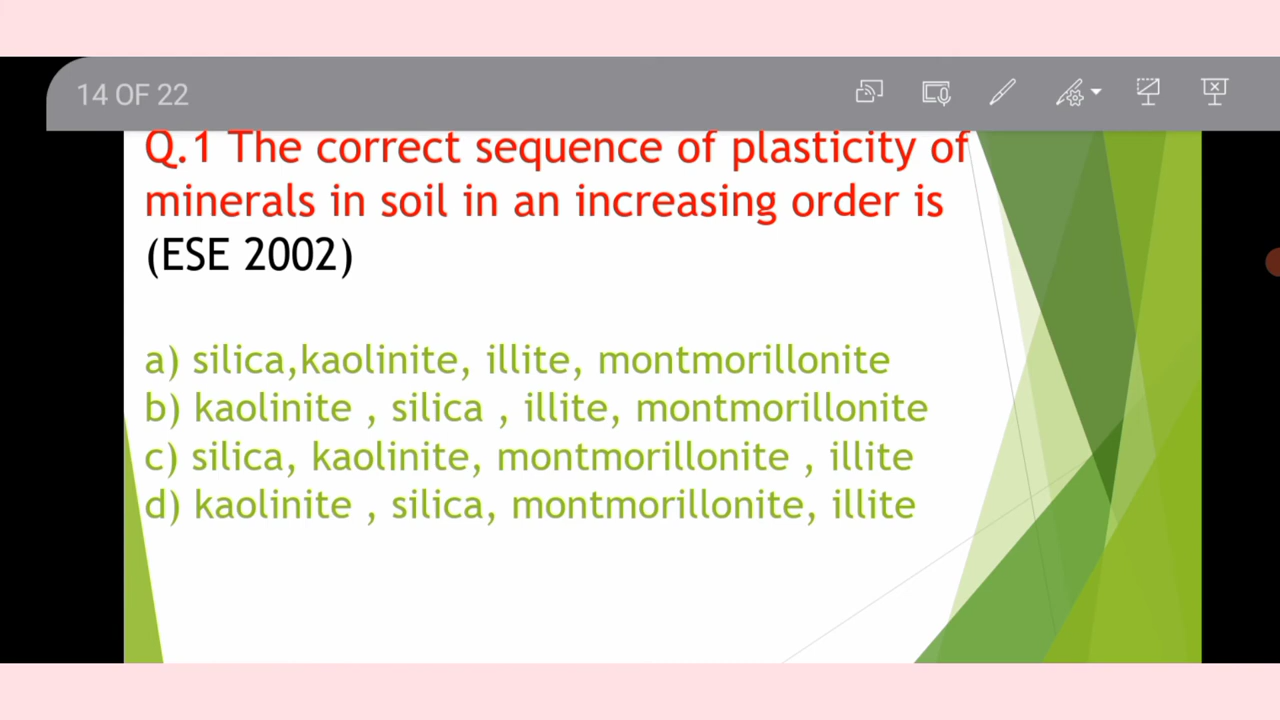 14 OF 22
Q.1 The correct sequence of plasticity of
minerals in soil in an increasing order is
(ESE 2002)
a) silica,kaolinite, illite, montmorillonite
b) kaolinite , silica , illite, montmorillonite
c) silica, kaolinite, montmorillonite , illite
d) kaolinite , silica, montmorillonite, illite